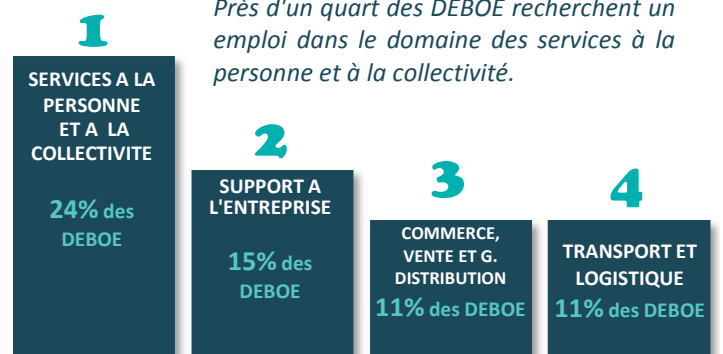 Près d'un quart des DEBOE recherchent un
emploi dans le domaine des services à la
personne et à la collectivité.
1
SERVICES A LA
PERSONNE
ET A LA
COLLECTIVITE
24% des
DEBOE
2
SUPPORT A
L'ENTREPRISE
15% des
DEBOE
3
COMMERCE,
VENTE ET G.
DISTRIBUTION
11% des DEBOE
4
TRANSPORT ET
LOGISTIQUE
11% des DEBOE